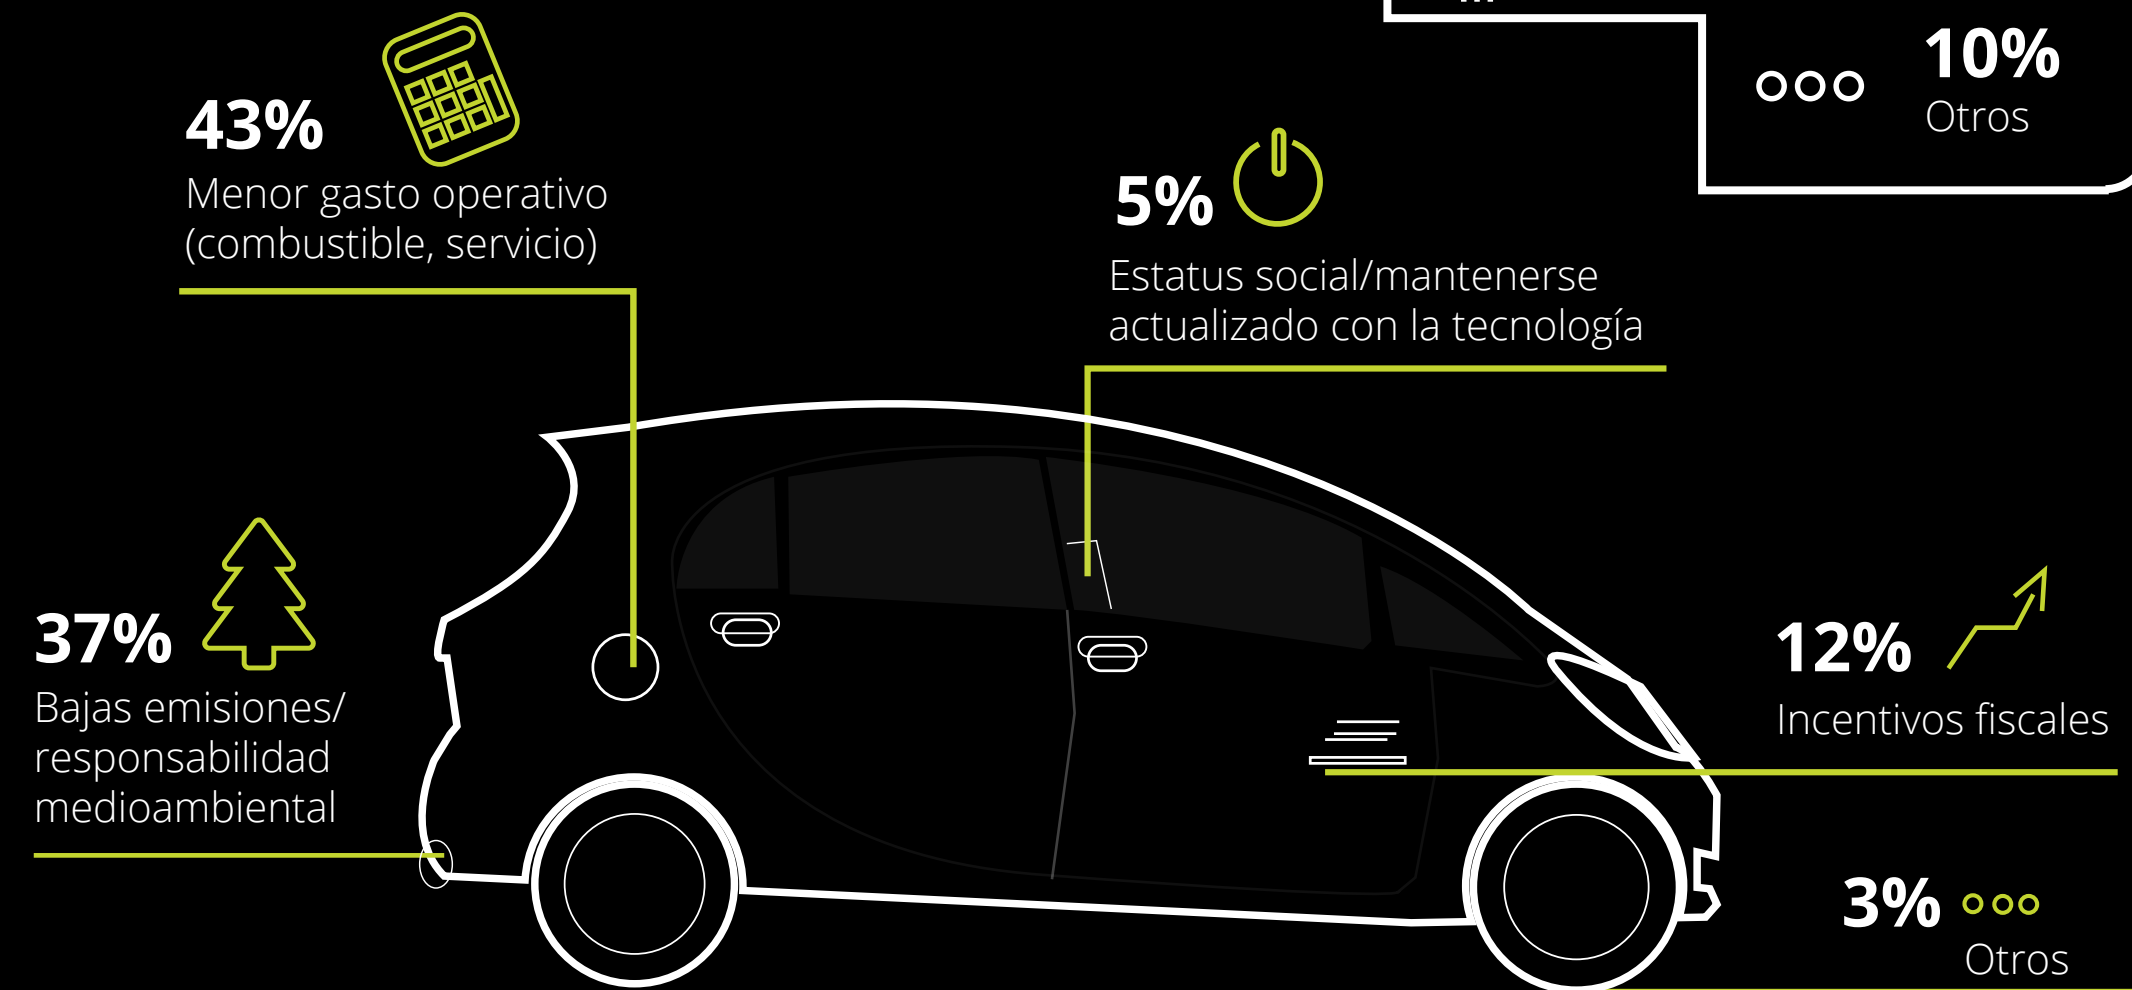 10%
Otros
43%
Menor gasto operativo
(combustible, servicio)
5%
Estatus social/mantenerse
actualizado con la tecnología
37%
Bajas emisiones/
responsabilidad
medioambiental
12%
Incentivos fiscales
3%
Otros